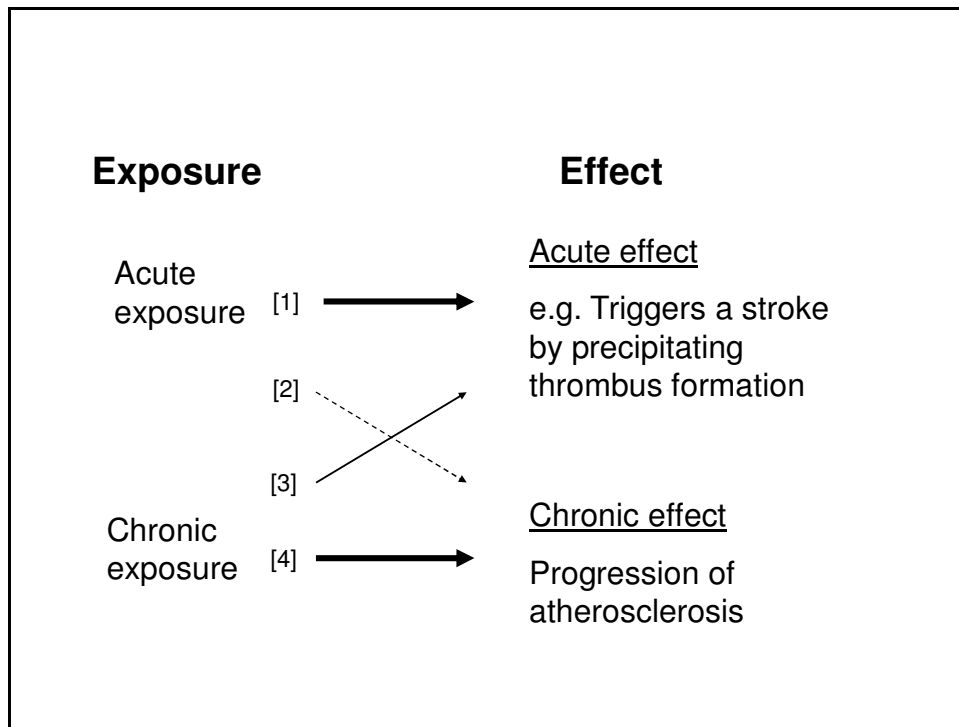 Exposure
Effect
Acute
exposure
[1]
Acute effect
e.g. Triggers a stroke
by precipitating
thrombus formation
[2]
[3]
Chronic
exposure
[4]
Chronic effect
Progression of
atherosclerosis